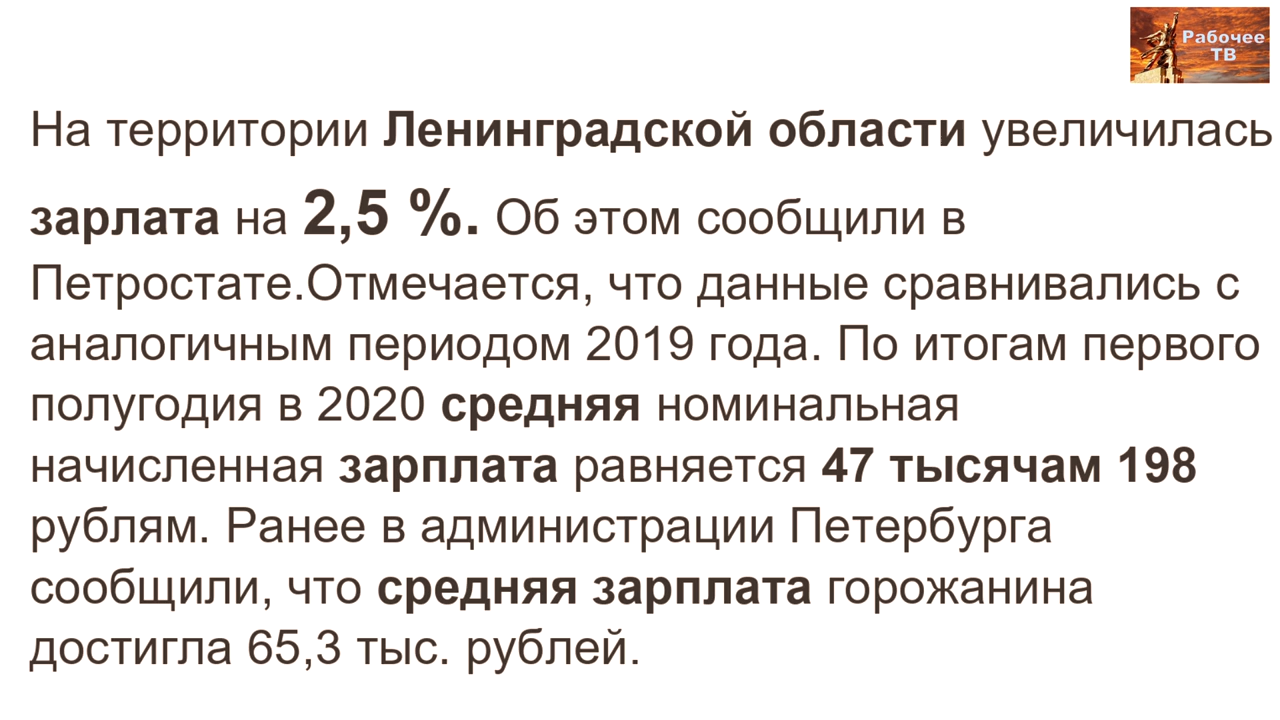 Рабочее
ТВ
На территории Ленинградской области увеличилась
зарлата на 2,5 %. Об этом сообщили в
Петростате.Отмечается, что данные сравнивались с
аналогичным периодом 2019 года. По итогам первого
полугодия в 2020 средняя номинальная
начисленная зарплата равняется 47 тысячам 198
рублям. Ранее в администрации Петербурга
сообщили, что средняя зарплата горожанина
достигла 65,3 тыс. рублей.